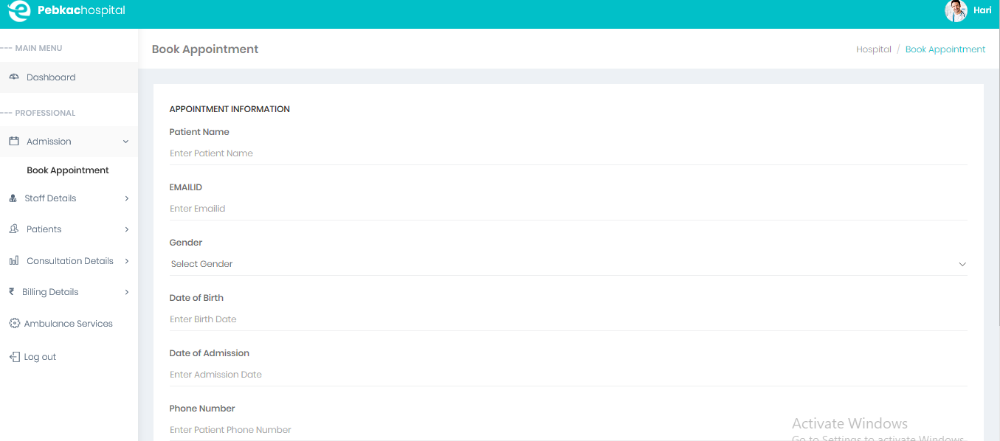 Pebkachospital
Hari
--- MAIN MENU
Dashboard
--- PROFESSIONAL
Admission
Book Appointment
Staff Details
Patients
Consultation Details
₹ Billing Details
Ambulance Services
Log out
Book Appointment
Hospital / Book Appointment
APPOINTMENT INFORMATION
Patient Name
Enter Patient Name
EMAILID
Enter Emailid
Gender
Select Gender
Date of Birth
Enter Birth Date
Date of Admission
Enter Admission Date
Phone Number
Enter Patient Phone Number
Activate Windows
Go to Settings to activate Windows.